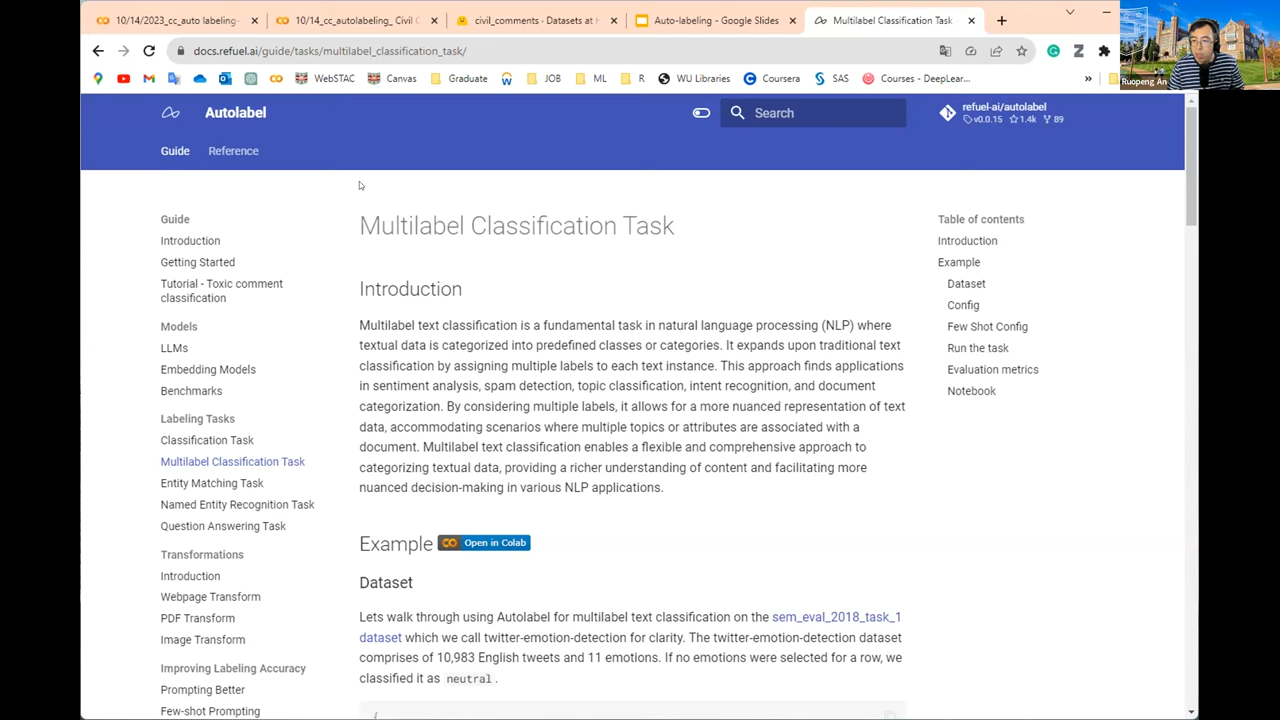 10/14/2023_cc_auto labeling-
10/14_cc_autolabeling_ Civil C
civil_comments · Datasets at H
Auto-labeling - Google Slides
Multilabel Classification Task
docs.refuel.ai/guide/tasks/multilabel_classification_task/
WebSTAC
Canvas
Graduate
JOB
ML
R
WU Libraries
Coursera
SAS
Courses - DeepLear...
Ruopeng An
Autolabel
Search
refuel-ai/autolabel
v0.0.15 1.4k 89
Guide
Reference
Guide
Introduction
Getting Started
Tutorial - Toxic comment
classification
Models
LLMs
Embedding Models
Benchmarks
Labeling Tasks
Classification Task
Multilabel Classification Task
Entity Matching Task
Named Entity Recognition Task
Question Answering Task
Transformations
Introduction
Webpage Transform
PDF Transform
Image Transform
Improving Labeling Accuracy
Prompting Better
Few-shot Prompting
Multilabel Classification Task
Introduction
Multilabel text classification is a fundamental task in natural language processing (NLP) where
textual data is categorized into predefined classes or categories. It expands upon traditional text
classification by assigning multiple labels to each text instance. This approach finds applications
in sentiment analysis, spam detection, topic classification, intent recognition, and document
categorization. By considering multiple labels, it allows for a more nuanced representation of text
data, accommodating scenarios where multiple topics or attributes are associated with a
document. Multilabel text classification enables a flexible and comprehensive approach to
categorizing textual data, providing a richer understanding of content and facilitating more
nuanced decision-making in various NLP applications.
Example Open in Colab
Dataset
Lets walk through using Autolabel for multilabel text classification on the sem_eval_2018_task_1
dataset which we call twitter-emotion-detection for clarity. The twitter-emotion-detection dataset
comprises of 10,983 English tweets and 11 emotions. If no emotions were selected for a row, we
classified it as neutral.
{
Table of contents
Introduction
Example
Dataset
Config
Few Shot Config
Run the task
Evaluation metrics
Notebook